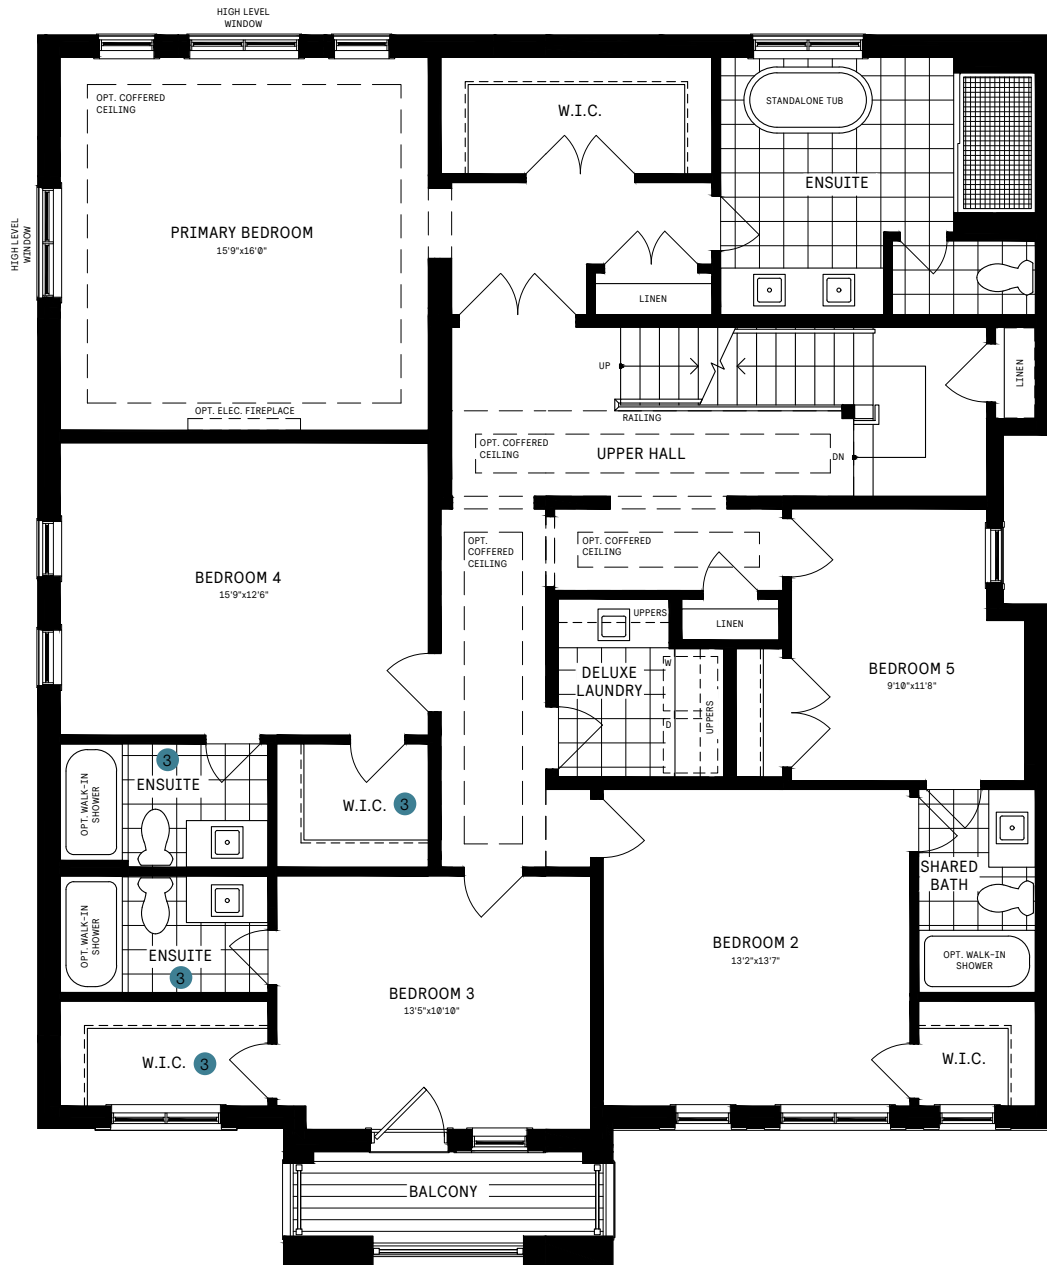 HIGH LEVEL
WINDOW
OPT. COFFERED
CEILING
W.I.C.
STANDALONE TUB
ENSUITE
HIGH LEVEL
WINDOW
PRIMARY BEDROOM
15'9"x16'0"
LINEN
UP
LINEN
OPT. ELEC. FIREPLACE
RAILING
OPT. COFFERED
CEILING
UPPER HALL
DN
OPT.
COFFERED
CEILING
OPT. COFFERED
CEILING
BEDROOM 4
15'9"x12'6"
UPPERS
LINEN
W
DELUXE
LAUNDRY
D
UPPERS
BEDROOM 5
9'10"x11'8"
3
ENSUITE
OPT. WALK-IN
SHOWER
W.I.C. 3
SHARED
BATH
OPT. WALK-IN
SHOWER
ENSUITE
3
BEDROOM 2
13'2"x13'7"
OPT. WALK-IN
SHOWER
BEDROOM 3
13'5"x10'10"
W.I.C. 3
W.I.C.
BALCONY